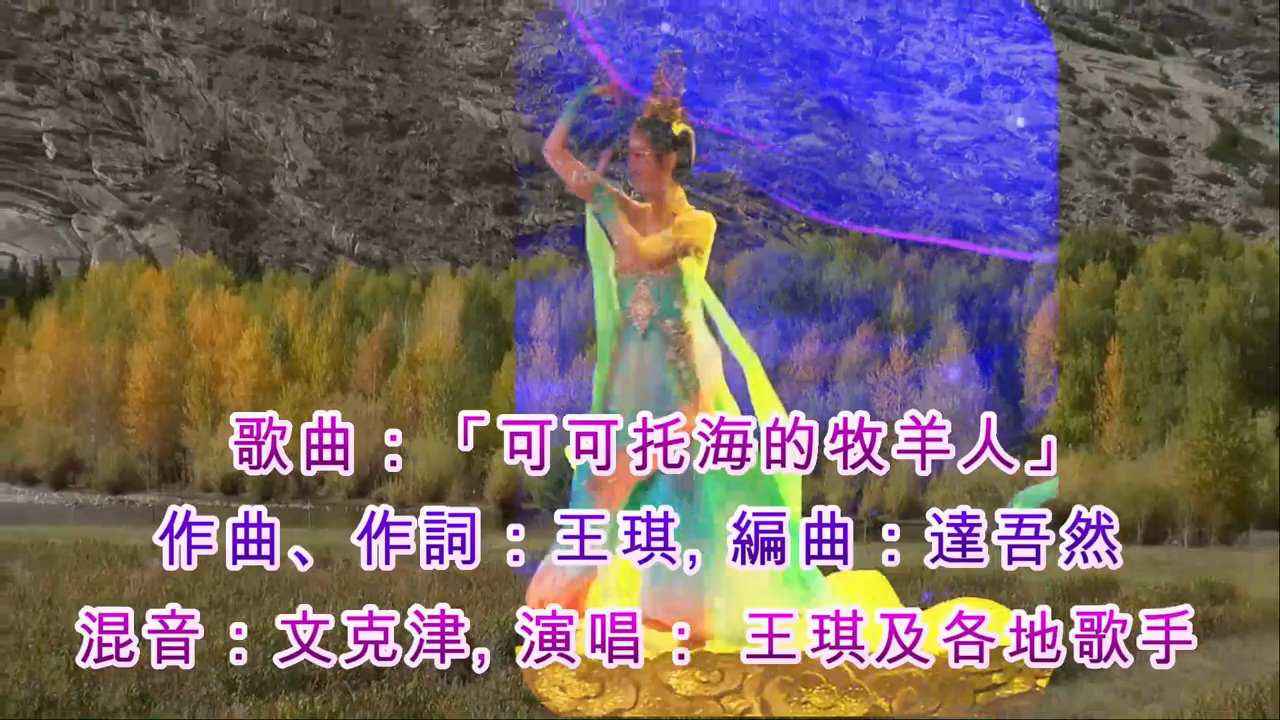 歌曲：「可可托海的牧羊人」
作曲、作詞：王琪, 編曲：達吾然
混音：文克津, 演唱： 王琪及各地歌手